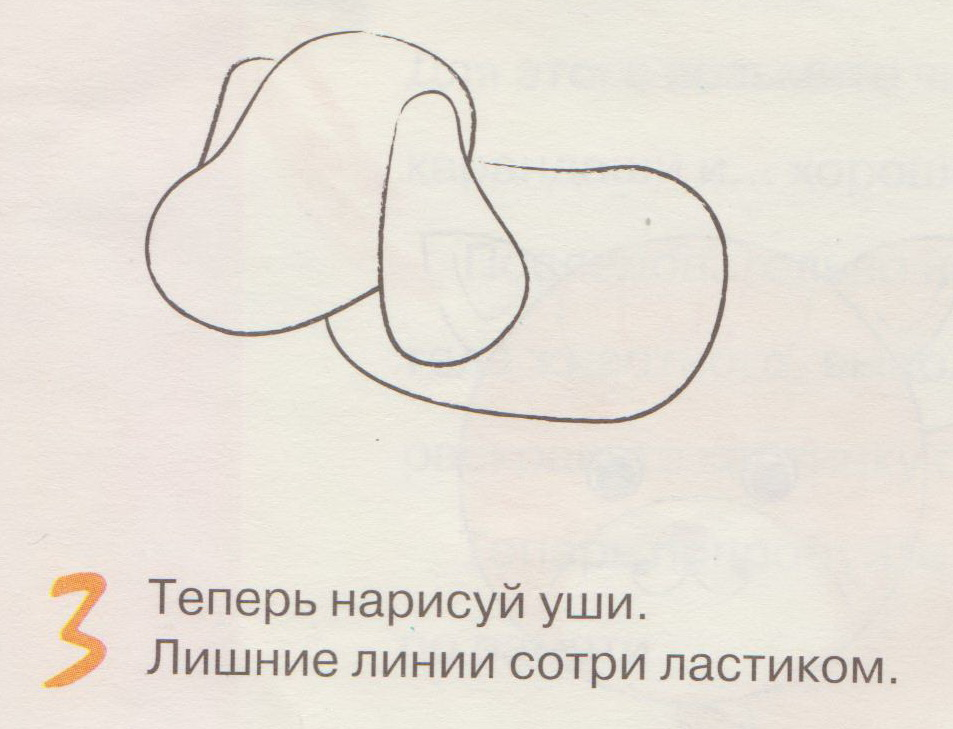 3 Теперь нарисуй уши.
Лишние линии сотри ластиком.